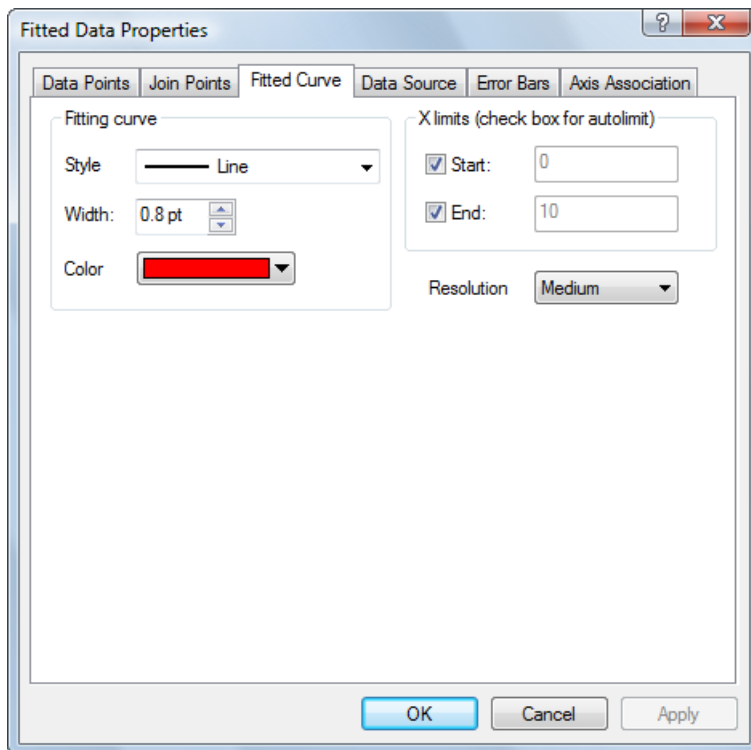 Fitted Data Properties
?
X
Data Points Join Points Fitted Curve Data Source Error Bars Axis Association
Fitting curve
Style Line
Width: 0.8 pt
Color
X limits (check box for autolimit)
Start: 0
End: 10
Resolution Medium
OK Cancel Apply